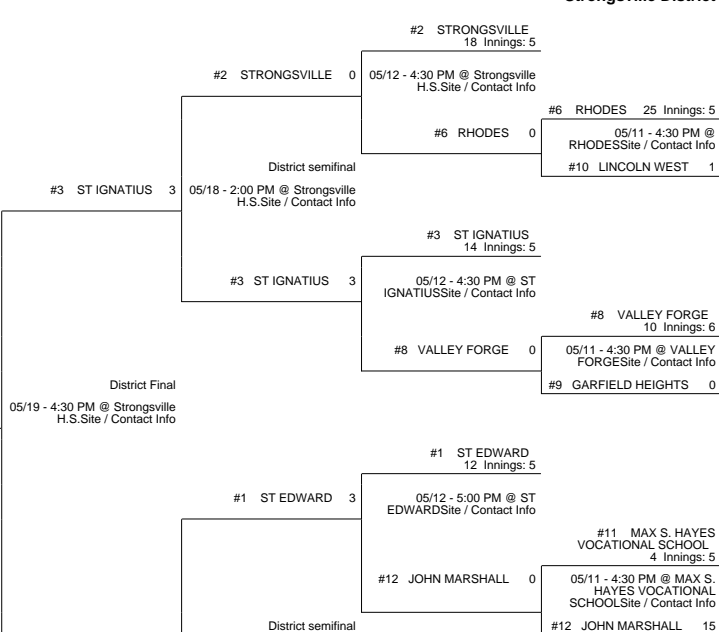 #2 STRONGSVILLE
18 Innings: 5
#2 STRONGSVILLE 0
05/12 - 4:30 PM @ Strongsville
H.S.Site / Contact Info
#6 RHODES 25 Innings: 5
#6 RHODES 0
05/11 - 4:30 PM @
RHODESSite / Contact Info
District semifinal
#10 LINCOLN WEST 1
#3 ST IGNATIUS 3
05/18 - 2:00 PM @ Strongsville
H.S.Site / Contact Info
#3 ST IGNATIUS
14 Innings: 5
#3 ST IGNATIUS 3
05/12 - 4:30 PM @ ST
IGNATIUSSite / Contact Info
#8 VALLEY FORGE
10 Innings: 6
#8 VALLEY FORGE 0
05/11 - 4:30 PM @ VALLEY
FORGESite / Contact Info
District Final
#9 GARFIELD HEIGHTS 0
05/19 - 4:30 PM @ Strongsville
H.S.Site / Contact Info
#1 ST EDWARD
12 Innings: 5
#1 ST EDWARD 3
05/12 - 5:00 PM @ ST
EDWARDSite / Contact Info
#11 MAX S. HAYES
VOCATIONAL SCHOOL
4 Innings: 5
#12 JOHN MARSHALL 0
05/11 - 4:30 PM @ MAX S.
HAYES VOCATIONAL
SCHOOLSite / Contact Info
District semifinal
#12 JOHN MARSHALL 15